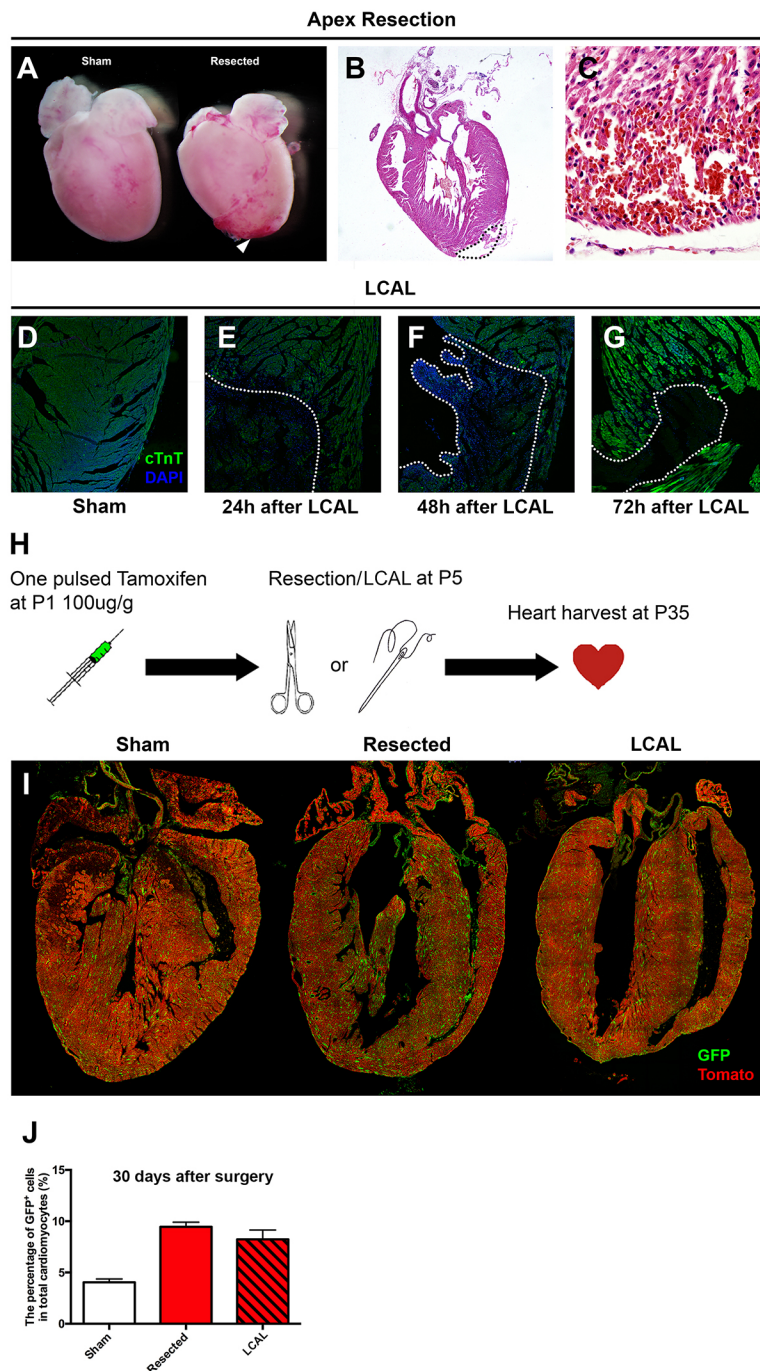 Apex Resection
A
Sham
Resected
B
C
LCAL
D
cTnT
DAPI
E
F
G
Sham
24h after LCAL
48h after LCAL
72h after LCAL
H
One pulsed Tamoxifen
at P1 100ug/g
Resection/LCAL at P5
or
Heart harvest at P35
Sham
Resected
LCAL
I
GFP
Tomato
J
30 days after surgery
The percentage of GFP⁺ cells
in total cardiomyocytes (%)
15
10
5
0
Sham
Resected
LCAL